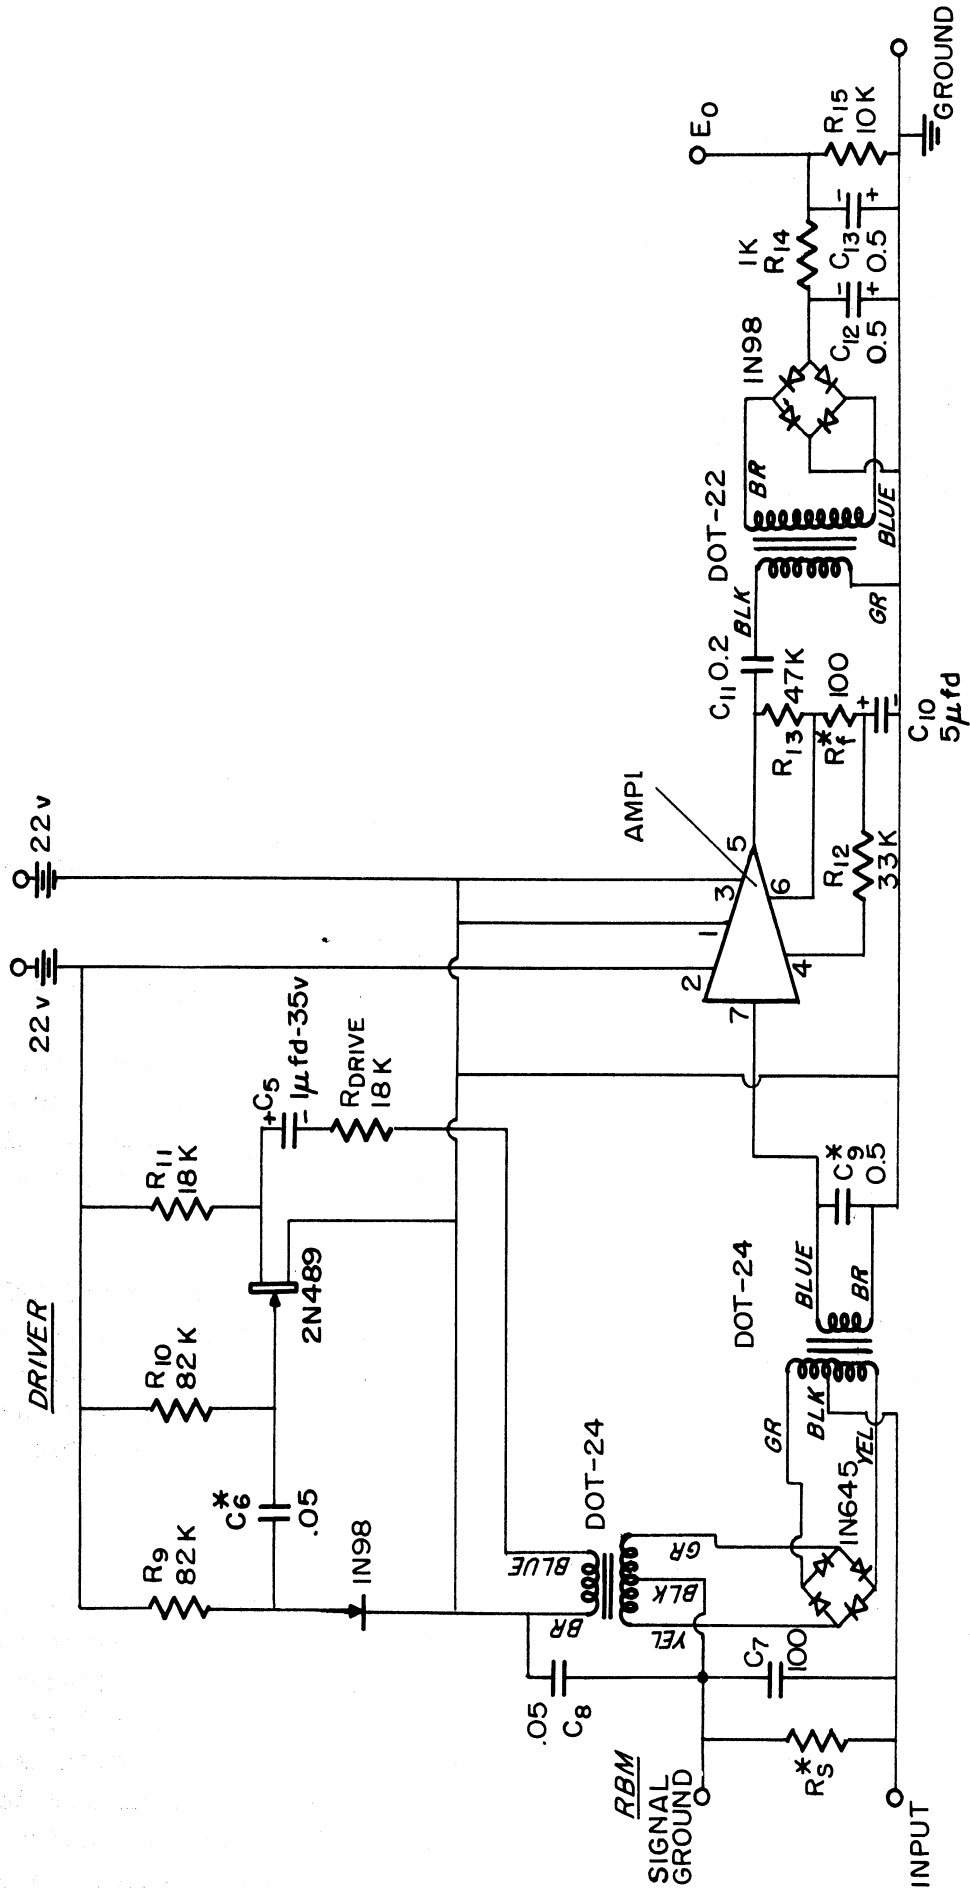 DRIVER
R9
82K
C6*
.05
R10
82K
R11
18K
2N489
+C5
- 1µfd-35v
RDRIVE
18K
22v
22v
1N98
BR
BLUE
DOT-24
YEL
BLK
GR
.05
C8
RBM
SIGNAL
GROUND
C7
100
RS*
INPUT
1N645
GR
BLK
YEL
DOT-24
BLUE
BR
C9*
0.5
7
2
1
3
5
4
6
AMPL
R12
33K
C11 0.2
R13
47K
Rf*
100
+
-
C10
5µfd
BLK
GR
DOT-22
BR
BLUE
1N98
1K
R14
C12
0.5
-
+
C13
0.5
-
+
E0
R15
10K
GROUND